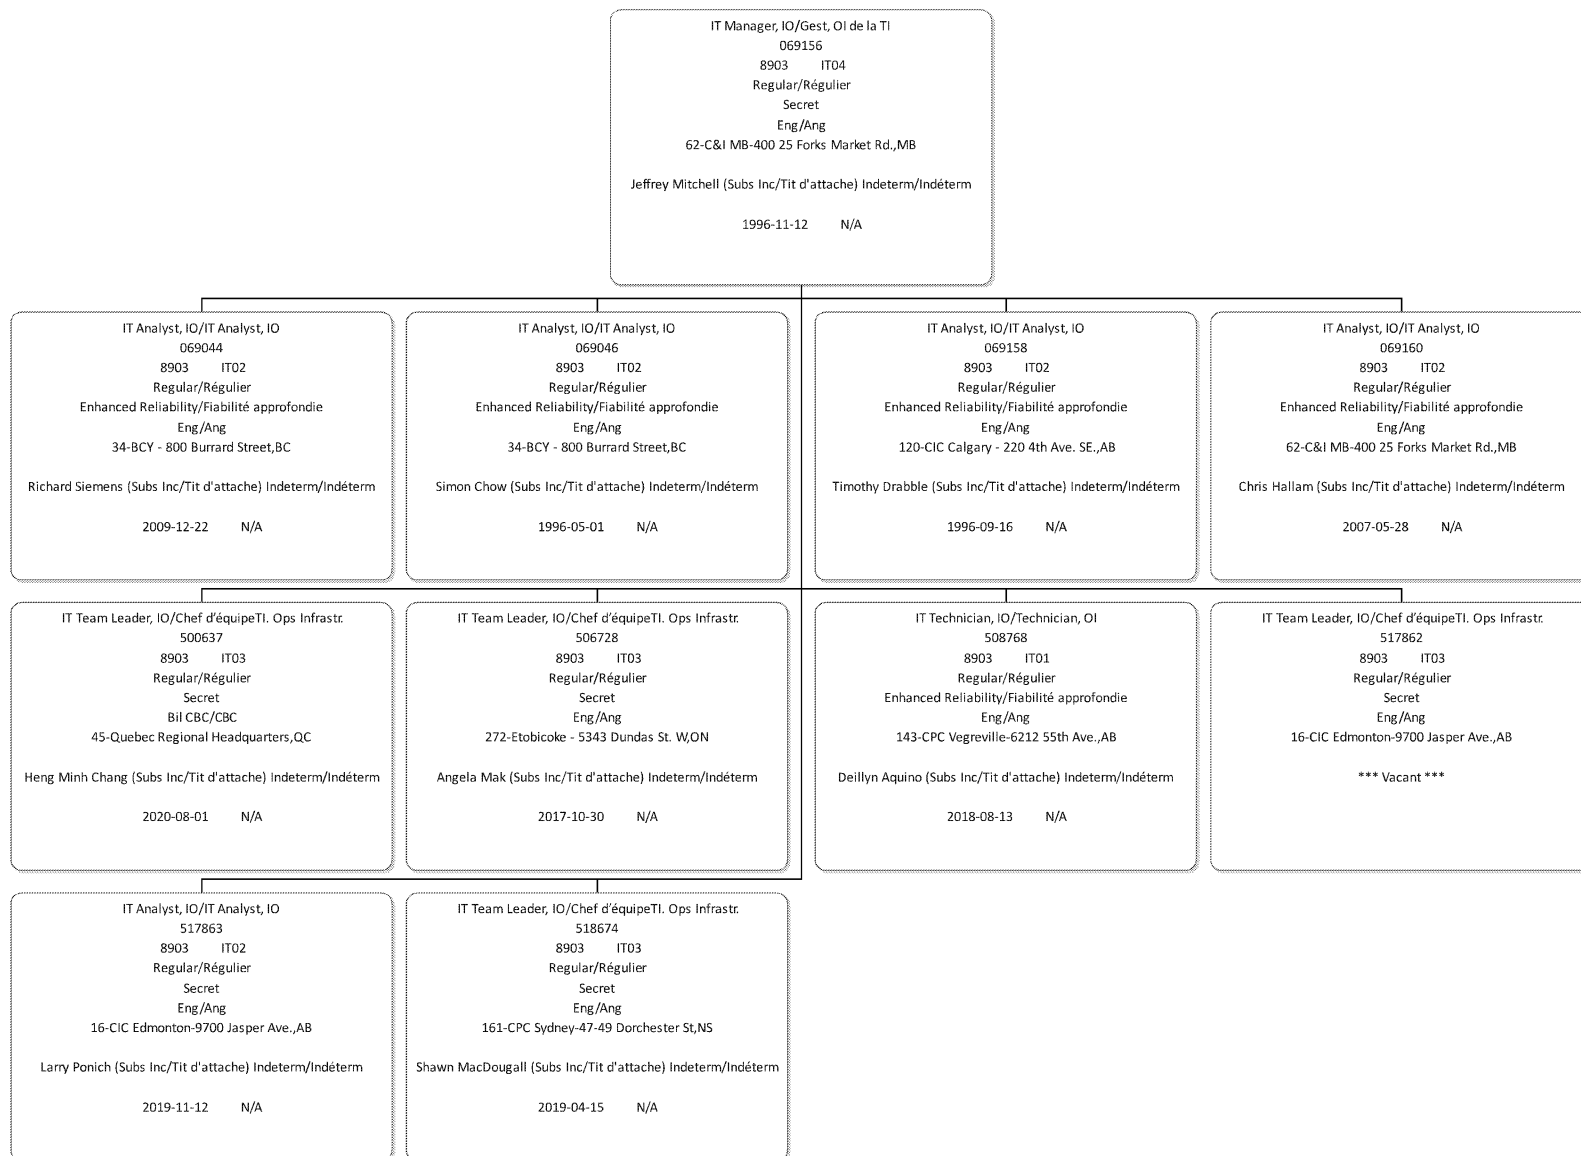 IT Manager, IO/Gest, OI de la TI
069156
8903 IT04
Regular/Régulier
Secret
Eng/Ang
62-C&I MB-400 25 Forks Market Rd.,MB
Jeffrey Mitchell (Subs Inc/Tit d'attache) Indeterm/Indéterm
1996-11-12 N/A
IT Analyst, IO/IT Analyst, IO
069044
8903 IT02
Regular/Régulier
Enhanced Reliability/Fiabilité approfondie
Eng/Ang
34-BCY - 800 Burrard Street,BC
Richard Siemens (Subs Inc/Tit d'attache) Indeterm/Indéterm
2009-12-22 N/A
IT Analyst, IO/IT Analyst, IO
069046
8903 IT02
Regular/Régulier
Enhanced Reliability/Fiabilité approfondie
Eng/Ang
34-BCY - 800 Burrard Street,BC
Simon Chow (Subs Inc/Tit d'attache) Indeterm/Indéterm
1996-05-01 N/A
IT Analyst, IO/IT Analyst, IO
069158
8903 IT02
Regular/Régulier
Enhanced Reliability/Fiabilité approfondie
Eng/Ang
120-CIC Calgary - 220 4th Ave. SE.,AB
Timothy Drabble (Subs Inc/Tit d'attache) Indeterm/Indéterm
1996-09-16 N/A
IT Analyst, IO/IT Analyst, IO
069160
8903 IT02
Regular/Régulier
Enhanced Reliability/Fiabilité approfondie
Eng/Ang
62-C&I MB-400 25 Forks Market Rd.,MB
Chris Hallam (Subs Inc/Tit d'attache) Indeterm/Indéterm
2007-05-28 N/A
IT Team Leader, IO/Chef d'équipeTI. Ops Infrastr.
500637
8903 IT03
Regular/Régulier
Secret
Bil CBC/CBC
45-Quebec Regional Headquarters,QC
Heng Minh Chang (Subs Inc/Tit d'attache) Indeterm/Indéterm
2020-08-01 N/A
IT Team Leader, IO/Chef d'équipeTI. Ops Infrastr.
506728
8903 IT03
Regular/Régulier
Secret
Eng/Ang
272-Etobicoke - 5343 Dundas St. W,ON
Angela Mak (Subs Inc/Tit d'attache) Indeterm/Indéterm
2017-10-30 N/A
IT Technician, IO/Technician, OI
508768
8903 IT01
Regular/Régulier
Enhanced Reliability/Fiabilité approfondie
Eng/Ang
143-CPC Vegreville-6212 55th Ave.,AB
Deillyn Aquino (Subs Inc/Tit d'attache) Indeterm/Indéterm
2018-08-13 N/A
IT Team Leader, IO/Chef d'équipeTI. Ops Infrastr.
517862
8903 IT03
Regular/Régulier
Secret
Eng/Ang
16-CIC Edmonton-9700 Jasper Ave.,AB
*** Vacant ***
IT Analyst, IO/IT Analyst, IO
517863
8903 IT02
Regular/Régulier
Secret
Eng/Ang
16-CIC Edmonton-9700 Jasper Ave.,AB
Larry Ponich (Subs Inc/Tit d'attache) Indeterm/Indéterm
2019-11-12 N/A
IT Team Leader, IO/Chef d'équipeTI. Ops Infrastr.
518674
8903 IT03
Regular/Régulier
Secret
Eng/Ang
161-CPC Sydney-47-49 Dorchester St,NS
Shawn MacDougall (Subs Inc/Tit d'attache) Indeterm/Indéterm
2019-04-15 N/A